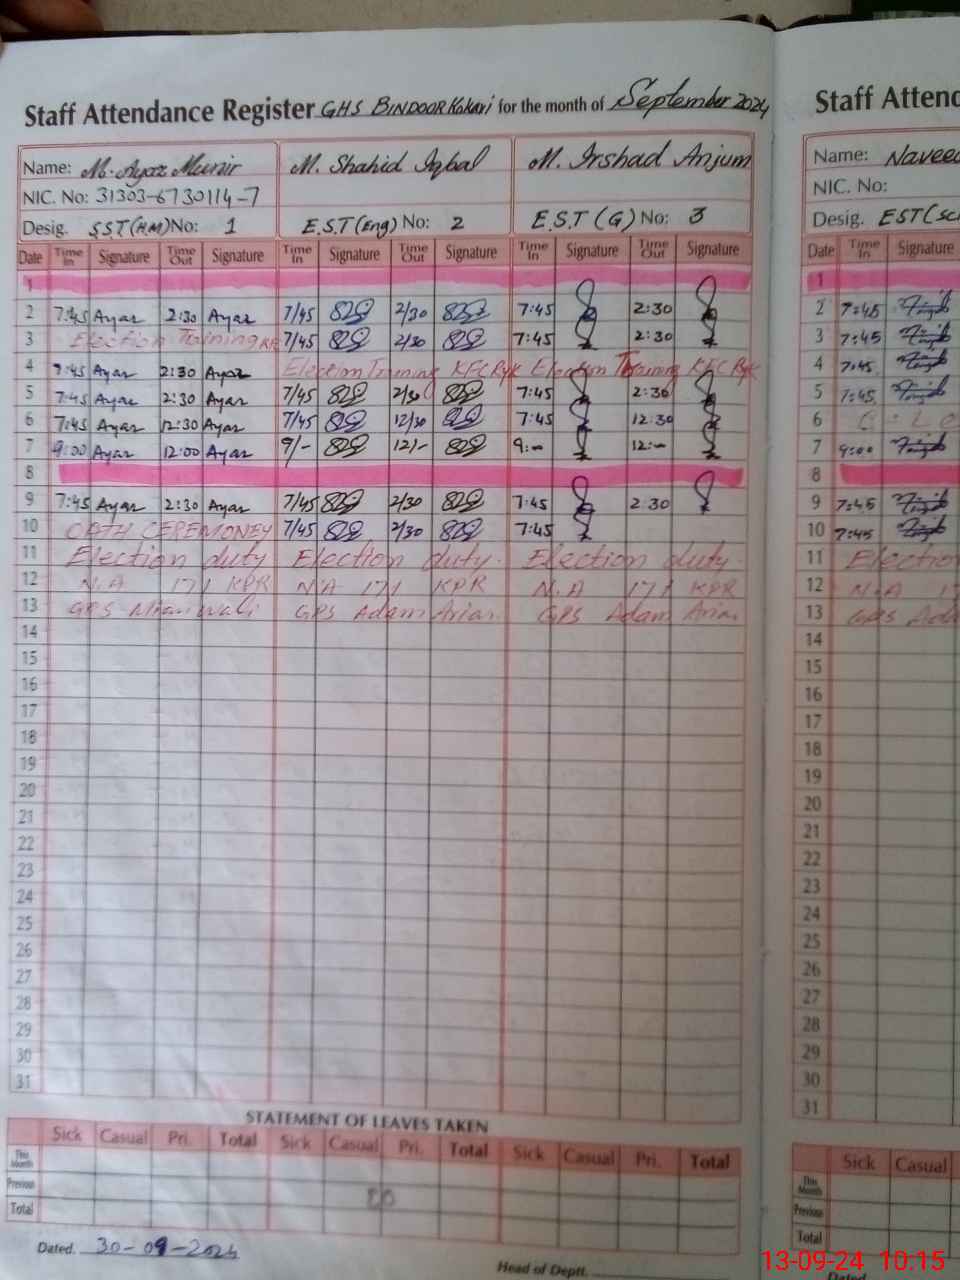 Staff Attendance Register GHS BINDOOR Kakari for the month of September 2024 Staff Attend
Name: M. Ayaz Munir M. Shahid Iqbal M. Irshad Anjum Name: Naveed
NIC. No: 31303-6730114-7 NIC. No:
Desig. S.S.T(HM) No: 1 E.S.T(Eng) No: 2 E.S.T(G) No: 3 Desig. EST(Sc
Date Time In Signature Time Out Signature Time In Signature Time Out Signature Time In Signature Time Out Signature Date Time In Signature
1 1
2 7:45 Ayaz 2:30 Ayaz 7/45 2/30 7:45 2:30 2 7:45
3 Election Training 7/45 2/30 7:45 2:30 3 7:45
4 7:45 Ayaz 2:30 Ayaz Election Training KFC Ryk Election Training KFC Ryk 4 7:45
5 7:45 Ayaz 2:30 Ayaz 7/45 2/30 7:45 2:30 5 7:45
6 7:45 Ayaz 12:30 Ayaz 7/45 12/30 7:45 12:30 6
7 9:00 Ayaz 12:00 Ayaz 9/- 12/- 9:- 12:- 7 9:00
8 8
9 7:45 Ayaz 2:30 Ayaz 7/45 2/30 7:45 2:30 9 7:45
10 OATH CEREMONEY 7/45 2/30 7:45 10 7:45
11 Election duty Election duty. Election duty. 11 Election
12 N.A 171 KPR N.A 171 KPR N.A 171 KPR 12 N.A
13 GPS Mianwali GPS Adam Arian. GPS Adam Arian. 13 GPS Ada
14 14
15 15
16 16
17 17
18 18
19 19
20 20
21 21
22 22
23 23
24 24
25 25
26 26
27 27
28 28
29 29
30 30
31 31
STATEMENT OF LEAVES TAKEN
Sick Casual Pri. Total Sick Casual Pri. Total Sick Casual Pri. Total Sick Casual
This Month This Month
Previous Previous
Total Total
Dated. 30-09-2024
Head of Deptt. Dated
13-09-24 10:15